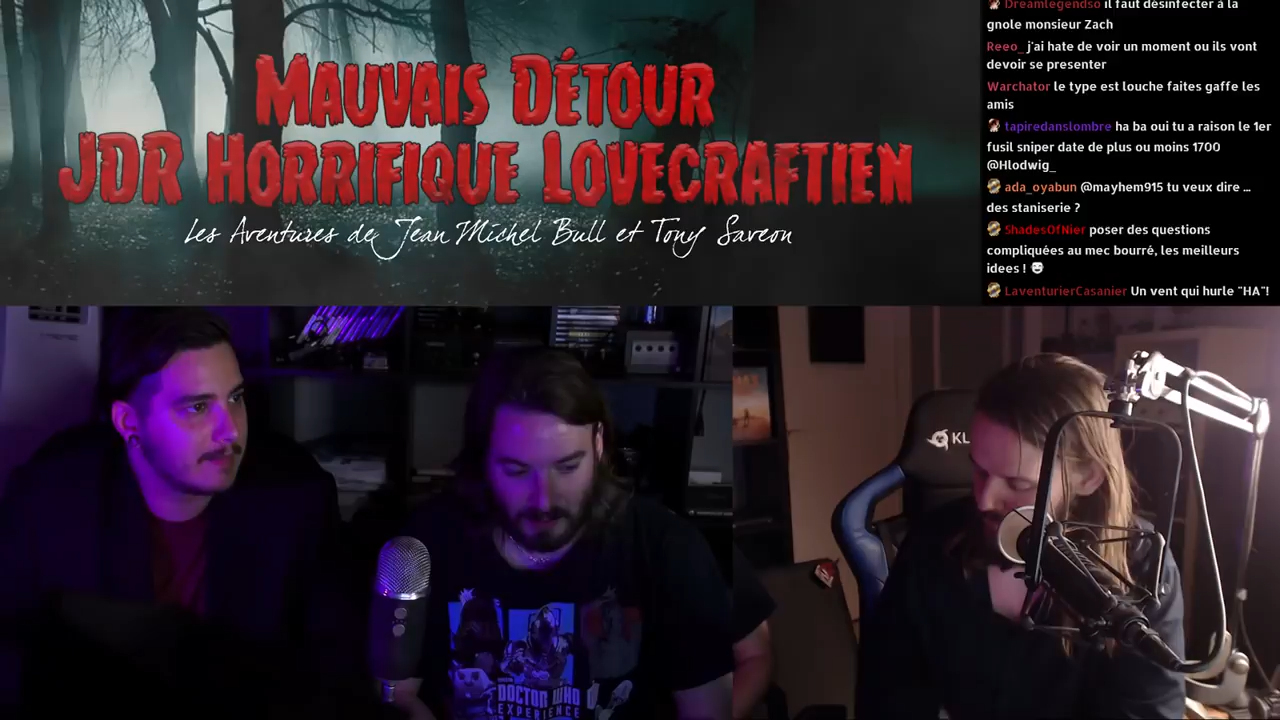 Mauvais Détour
JDR Horrifique Lovecraftien
Les Aventures de Jean Michel Bull et Tony Saveon
Dreamlegendso il faut désinfecter à la
gnole monsieur Zach
Reeo_ j'ai hate de voir un moment ou ils vont
devoir se presenter
Warchator le type est louche faites gaffe les
amis
tapiredanslombre ha ba oui tu a raison le 1er
fusil sniper date de plus ou moins 1700
@Hlodwig_
ada_oyabun @mayhem915 tu veux dire ...
des staniserie ?
ShadesOfNier poser des questions
compliquées au mec bourré, les meilleurs
idees !
LaventurierCasanier Un vent qui hurle "HA"!
KL
DOCTOR WHO
EXPERIENCE